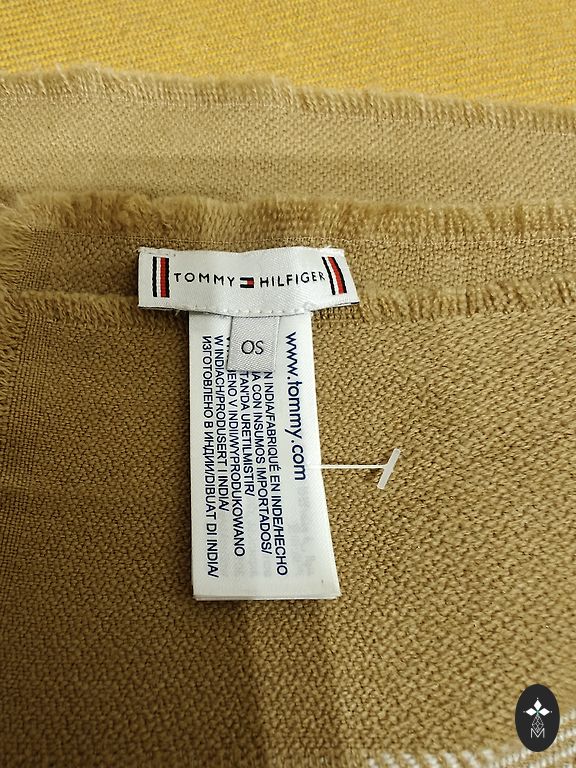 TOMMY HILFIGER
OS
www.tommy.com
N INDIA/FABRIQUÉ EN INDE/HECHO
A CON INSUMOS IMPORTADOS/
TAN'DA URETILMISTIR/
ENO V INDII/WYPRODUKOWANO
W INDIACH/PRODUSERT I INDIA/
ИЗГОТОВЛЕНО В ИНДИИ/DIBUAT DI INDIA/
M